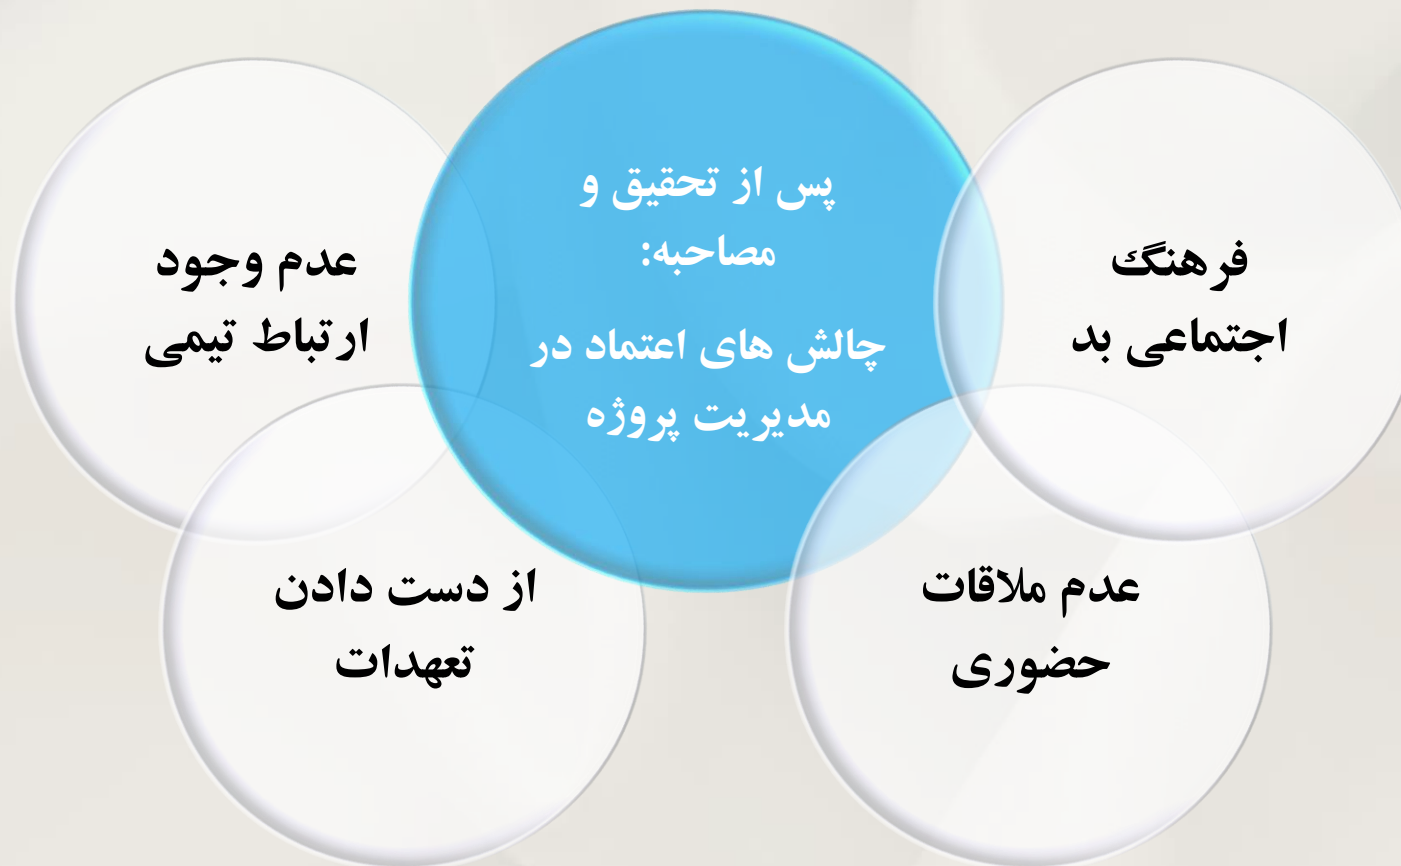 پس از تحقیق و
مصاحبه:
چالش های اعتماد در
مدیریت پروژه
فرهنگ
اجتماعی بد
عدم ملاقات
حضوری
از دست دادن
تعهدات
عدم وجود
ارتباط تیمی